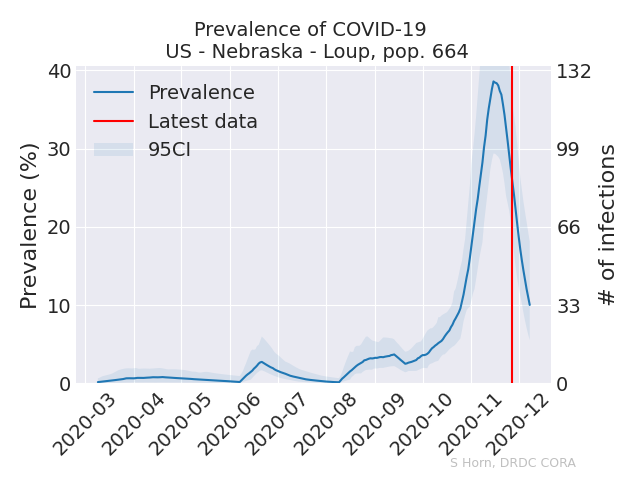 Prevalence of COVID-19
US - Nebraska - Loup, pop. 664
Prevalence (%)
40
30
20
10
0
Prevalence
Latest data
95CI
132
99
66
33
0
# of infections
2020-03
2020-04
2020-05
2020-06
2020-07
2020-08
2020-09
2020-10
2020-11
2020-12
S Horn, DRDC CORA